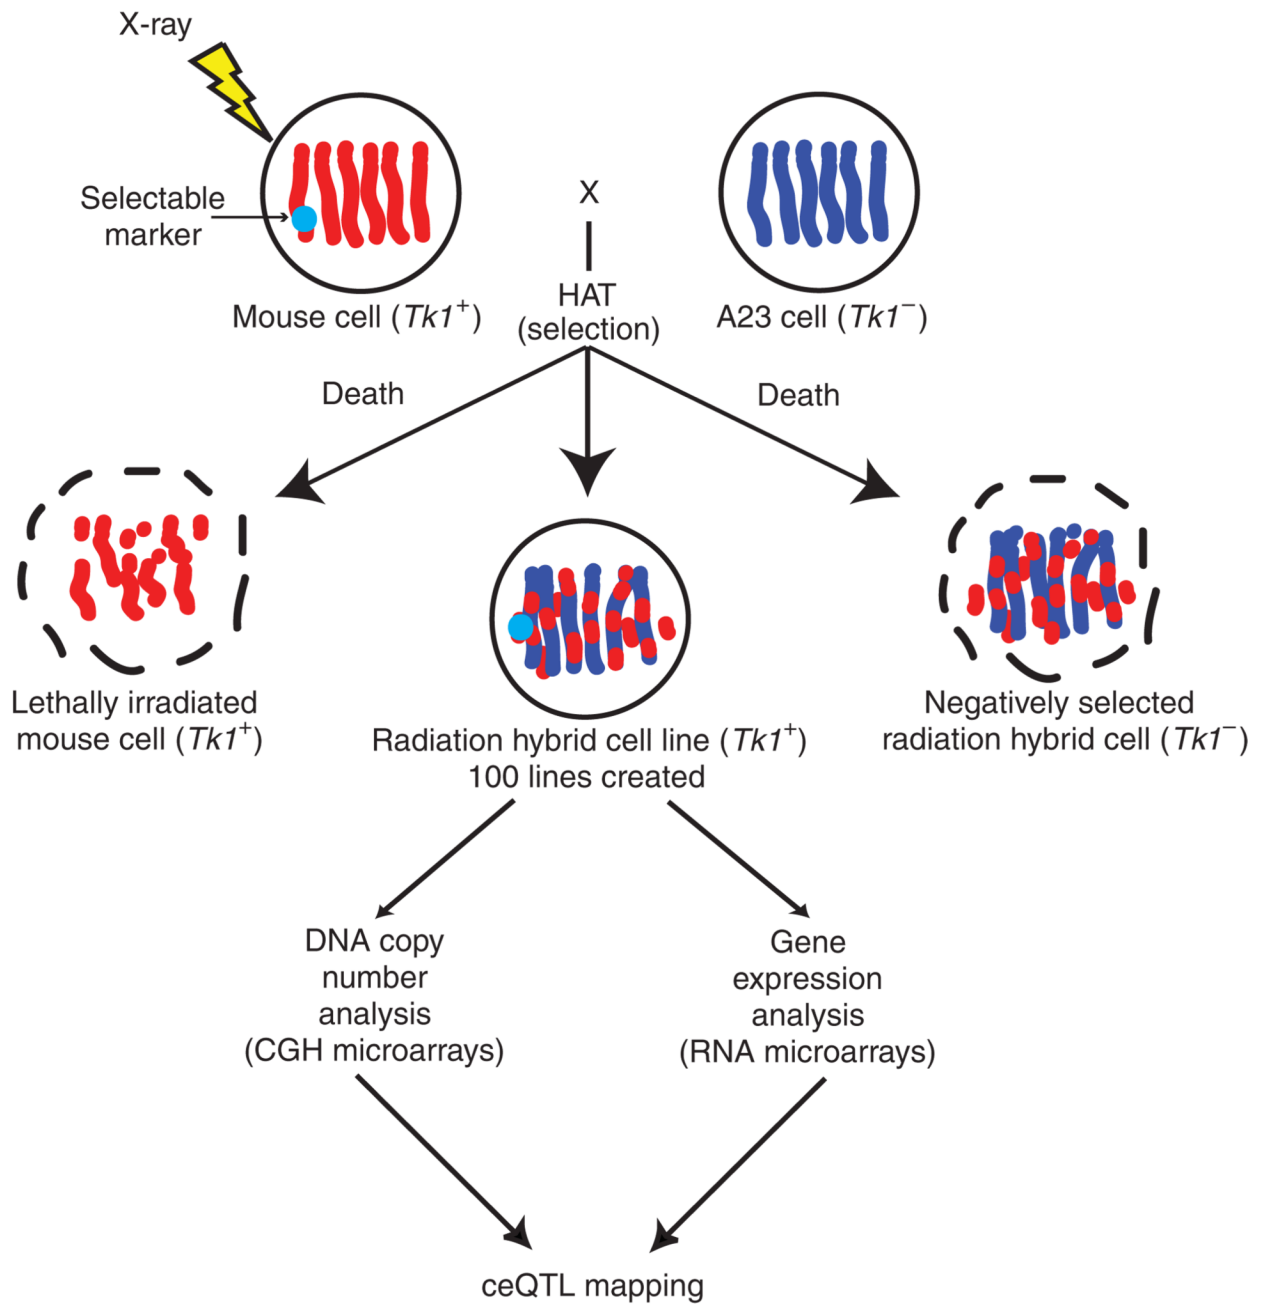 X-ray
Selectable
marker
X
HAT
(selection)
Mouse cell (Tk1⁺)
A23 cell (Tk1⁻)
Death
Death
Lethally irradiated
mouse cell (Tk1⁺)
Radiation hybrid cell line (Tk1⁺)
100 lines created
Negatively selected
radiation hybrid cell (Tk1⁻)
DNA copy
number
analysis
(CGH microarrays)
Gene
expression
analysis
(RNA microarrays)
ceQTL mapping